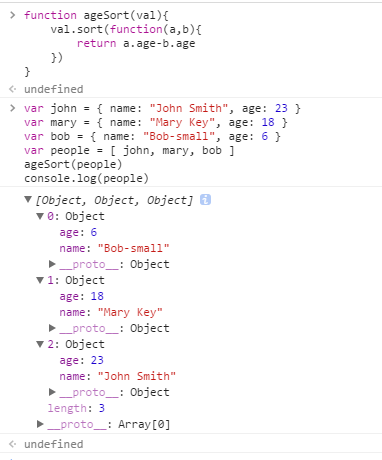 > function ageSort(val){
val.sort(function(a,b){
return a.age-b.age
})
}
undefined
> var john = { name: "John Smith", age: 23 }
var mary = { name: "Mary Key", age: 18 }
var bob = { name: "Bob-small", age: 6 }
var people = [ john, mary, bob ]
ageSort(people)
console.log(people)
▼[Object, Object, Object] i
▼0: Object
age: 6
name: "Bob-small"
▶__proto__: Object
▼1: Object
age: 18
name: "Mary Key"
▶__proto__: Object
▼2: Object
age: 23
name: "John Smith"
▶__proto__: Object
length: 3
▶__proto__: Array[0]
undefined